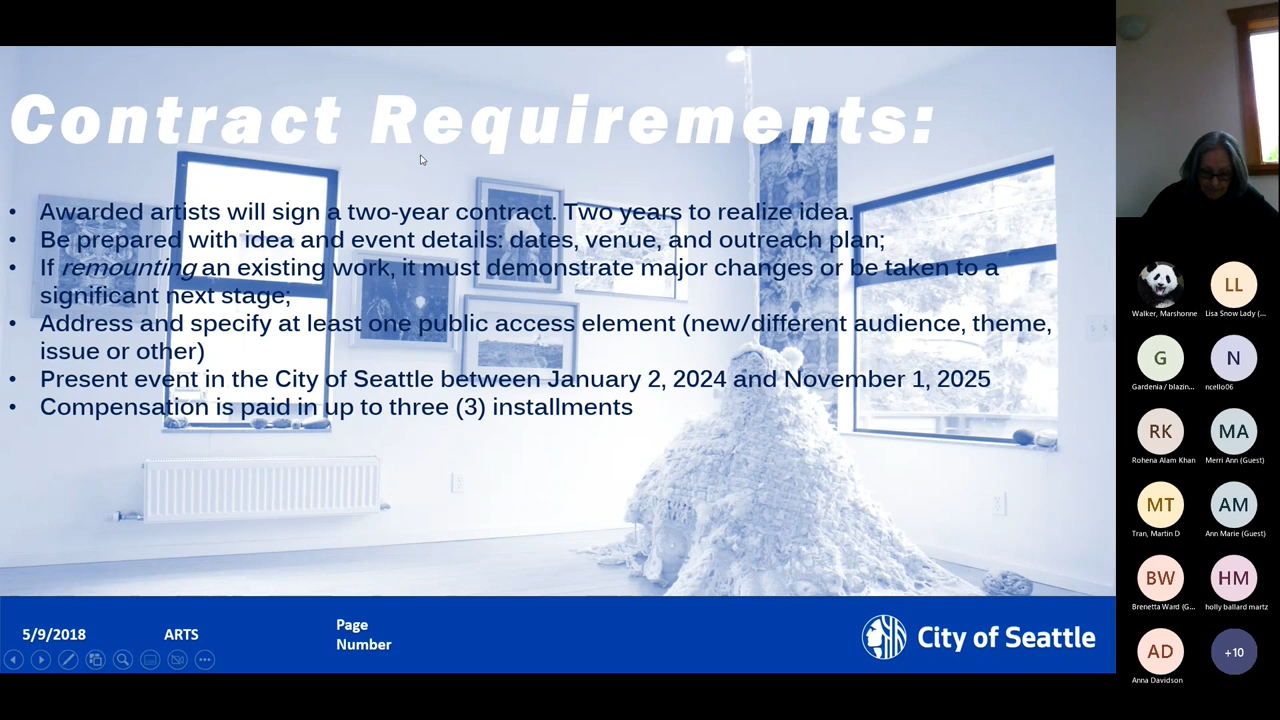 Contract Requirements:
• Awarded artists will sign a two-year contract. Two years to realize idea.
• Be prepared with idea and event details: dates, venue, and outreach plan;
• If remounting an existing work, it must demonstrate major changes or be taken to a
significant next stage;
• Address and specify at least one public access element (new/different audience, theme,
issue or other)
• Present event in the City of Seattle between January 2, 2024 and November 1, 2025
• Compensation is paid in up to three (3) installments
5/9/2018
ARTS
Page
Number
City of Seattle
Walker, Marshonne
LL
Lisa Snow Lady (...
G
Gardenia / blazin...
N
ncello06
RK
Rohena Alam Khan
MA
Merri Ann (Guest)
MT
Tran, Martin D
AM
Ann Marie (Guest)
BW
Brenetta Ward (G...
HM
holly ballard martz
AD
Anna Davidson
+10